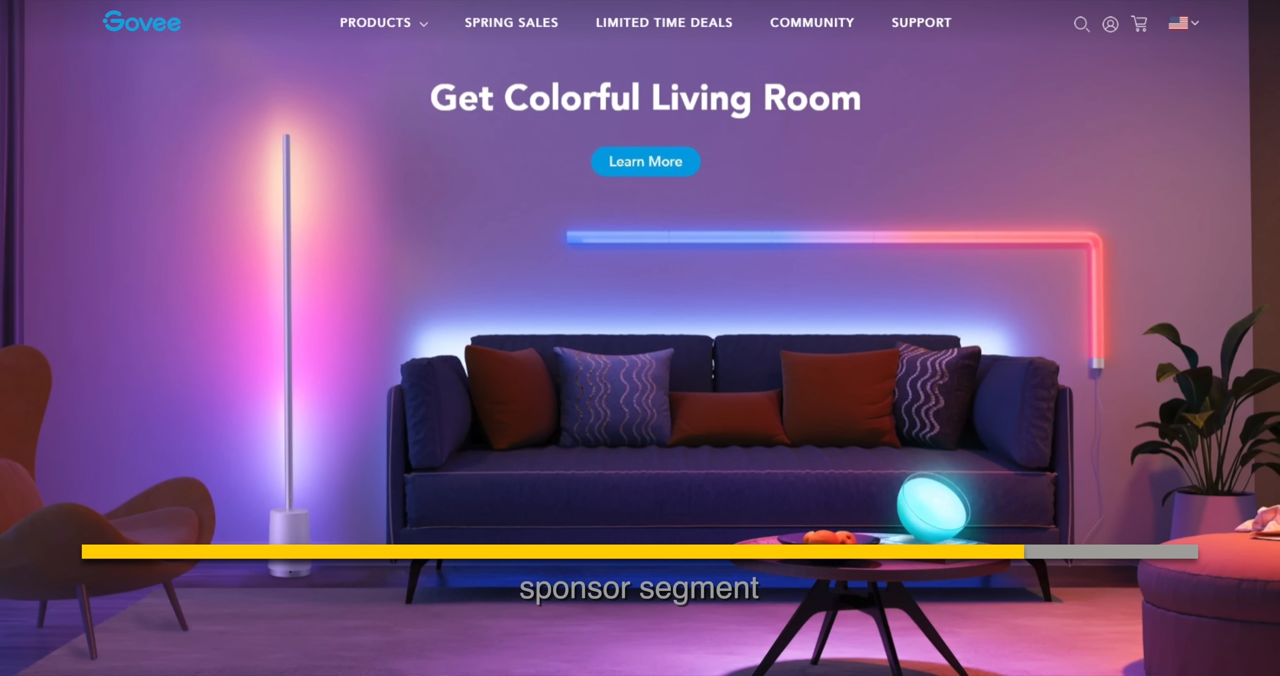 Govee
PRODUCTS
SPRING SALES
LIMITED TIME DEALS
COMMUNITY
SUPPORT
Get Colorful Living Room
Learn More
sponsor segment